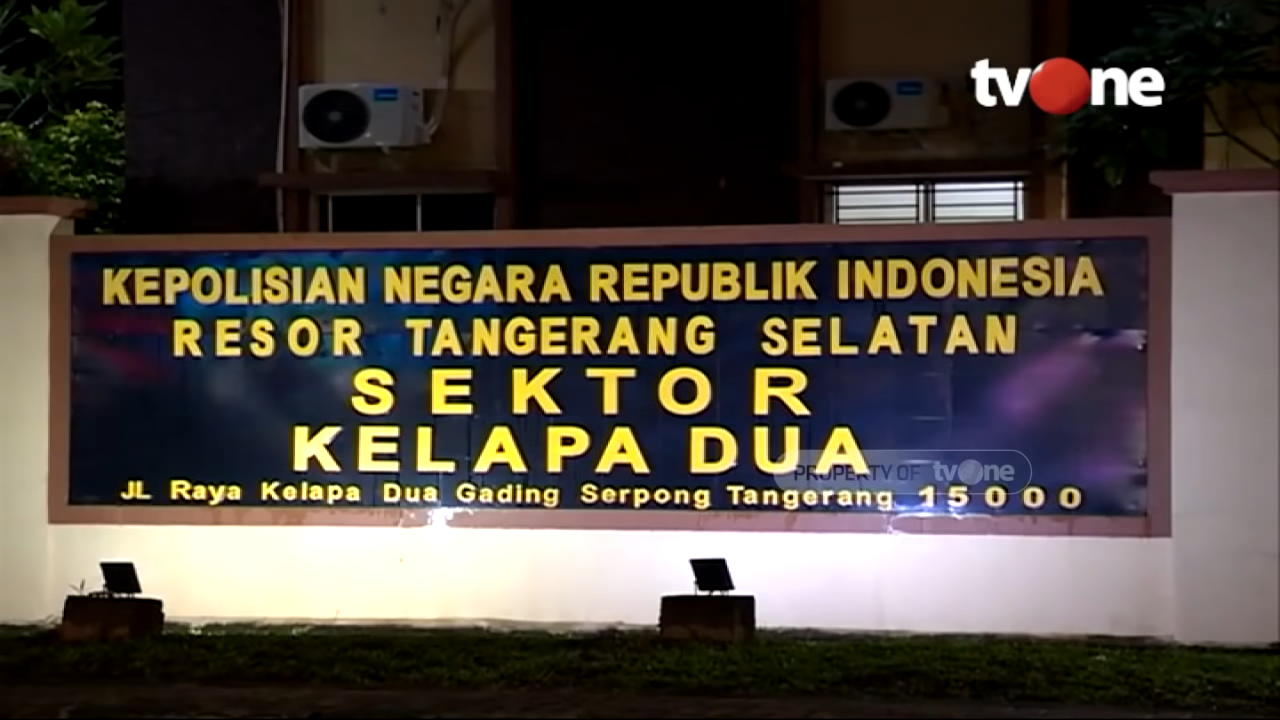 tvOne
KEPOLISIAN NEGARA REPUBLIK INDONESIA
RESOR TANGERANG SELATAN
SEKTOR
KELAPA DUA
PROPERTY OF tvOne
JL Raya Kelapa Dua Gading Serpong Tangerang 15000